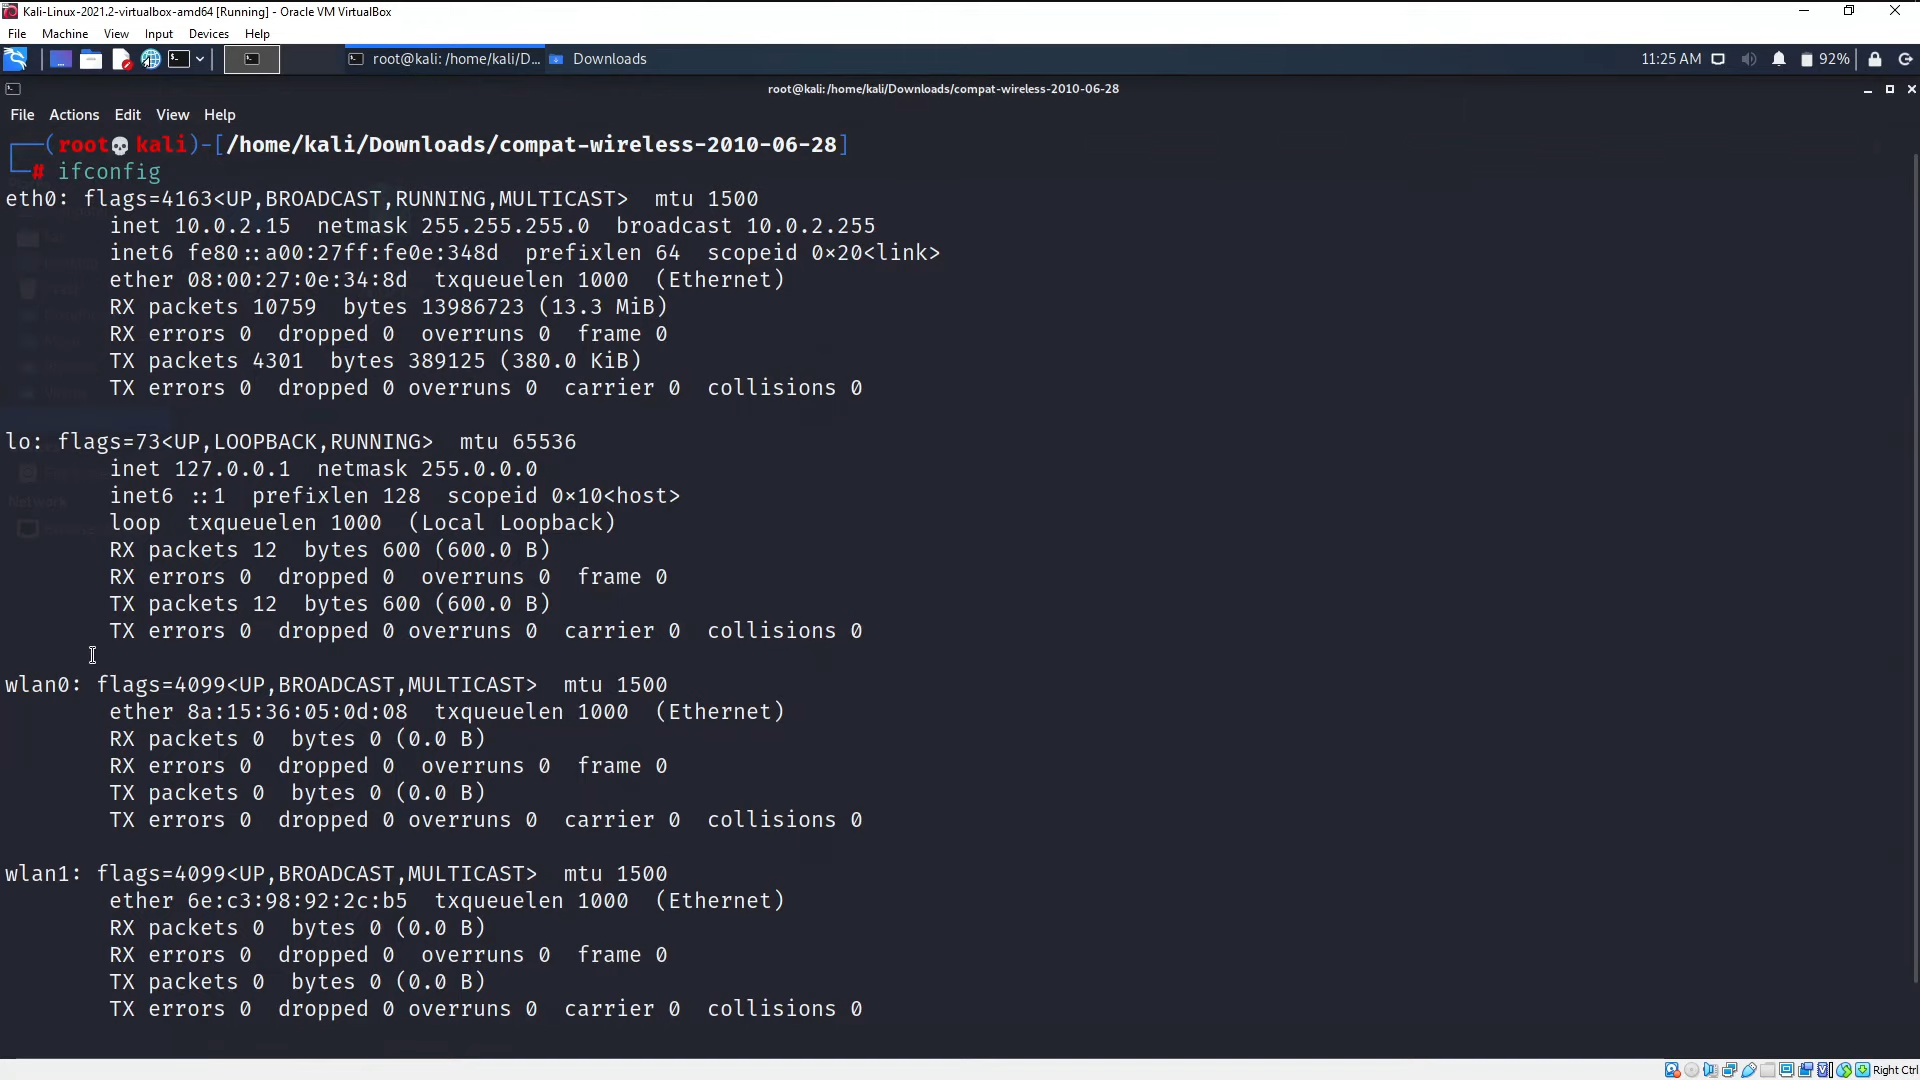 Kali-Linux-2021.2-virtualbox-amd64 [Running] - Oracle VM VirtualBox
File Machine View Input Devices Help
root@kali: /home/kali/D... Downloads 11:25 AM 92%
root@kali:/home/kali/Downloads/compat-wireless-2010-06-28
File Actions Edit View Help
(root💀kali)-[/home/kali/Downloads/compat-wireless-2010-06-28]
# ifconfig
eth0: flags=4163<UP,BROADCAST,RUNNING,MULTICAST>  mtu 1500
inet 10.0.2.15  netmask 255.255.255.0  broadcast 10.0.2.255
inet6 fe80::a00:27ff:fe0e:348d  prefixlen 64  scopeid 0×20<link>
ether 08:00:27:0e:34:8d  txqueuelen 1000  (Ethernet)
RX packets 10759  bytes 13986723 (13.3 MiB)
RX errors 0  dropped 0  overruns 0  frame 0
TX packets 4301  bytes 389125 (380.0 KiB)
TX errors 0  dropped 0 overruns 0  carrier 0  collisions 0
lo: flags=73<UP,LOOPBACK,RUNNING>  mtu 65536
inet 127.0.0.1  netmask 255.0.0.0
inet6 ::1  prefixlen 128  scopeid 0×10<host>
loop  txqueuelen 1000  (Local Loopback)
RX packets 12  bytes 600 (600.0 B)
RX errors 0  dropped 0  overruns 0  frame 0
TX packets 12  bytes 600 (600.0 B)
TX errors 0  dropped 0 overruns 0  carrier 0  collisions 0
wlan0: flags=4099<UP,BROADCAST,MULTICAST>  mtu 1500
ether 8a:15:36:05:0d:08  txqueuelen 1000  (Ethernet)
RX packets 0  bytes 0 (0.0 B)
RX errors 0  dropped 0  overruns 0  frame 0
TX packets 0  bytes 0 (0.0 B)
TX errors 0  dropped 0 overruns 0  carrier 0  collisions 0
wlan1: flags=4099<UP,BROADCAST,MULTICAST>  mtu 1500
ether 6e:c3:98:92:2c:b5  txqueuelen 1000  (Ethernet)
RX packets 0  bytes 0 (0.0 B)
RX errors 0  dropped 0  overruns 0  frame 0
TX packets 0  bytes 0 (0.0 B)
TX errors 0  dropped 0 overruns 0  carrier 0  collisions 0
Right Ctrl